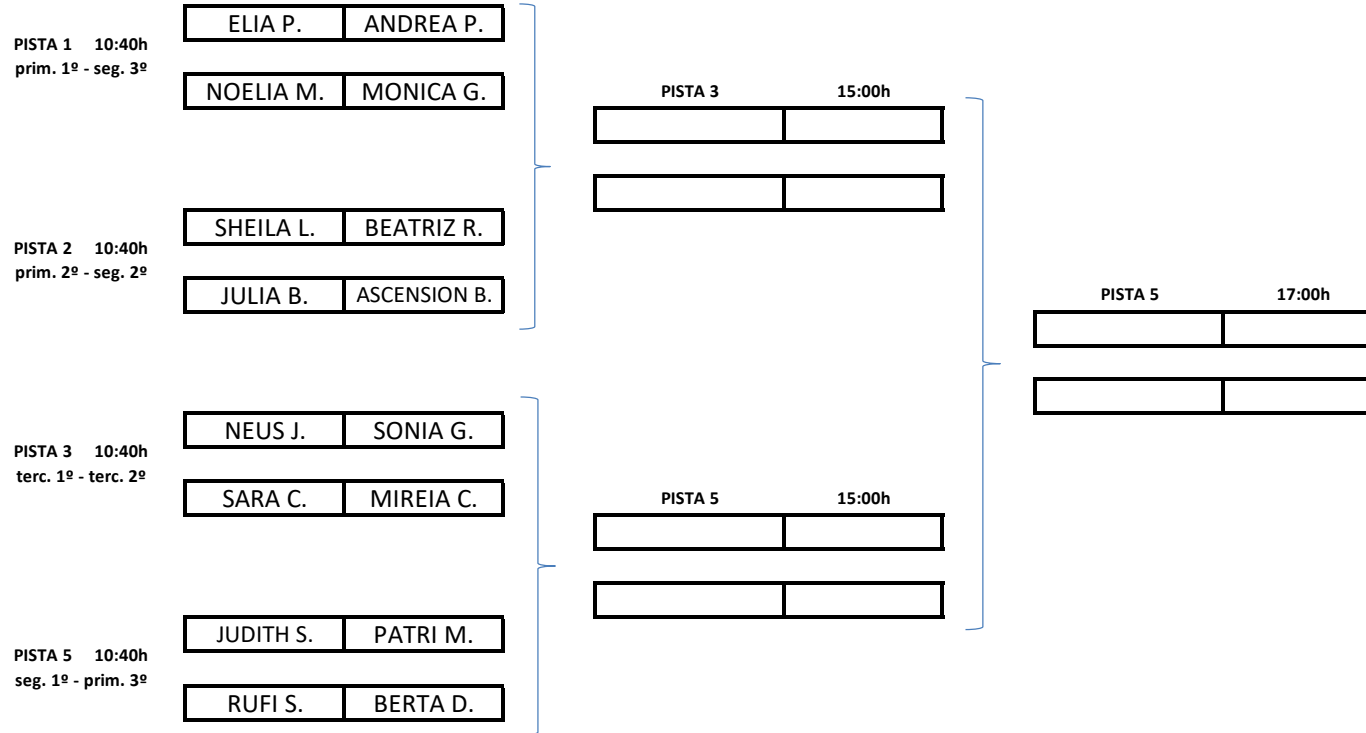 ELIA P. ANDREA P.
PISTA 1 10:40h
prim. 1º - seg. 3º
NOELIA M. MONICA G.
SHEILA L. BEATRIZ R.
PISTA 2 10:40h
prim. 2º - seg. 2º
JULIA B. ASCENSION B.
NEUS J. SONIA G.
PISTA 3 10:40h
terc. 1º - terc. 2º
SARA C. MIREIA C.
JUDITH S. PATRI M.
PISTA 5 10:40h
seg. 1º - prim. 3º
RUFI S. BERTA D.
PISTA 3 15:00h
PISTA 5 15:00h
PISTA 5 17:00h